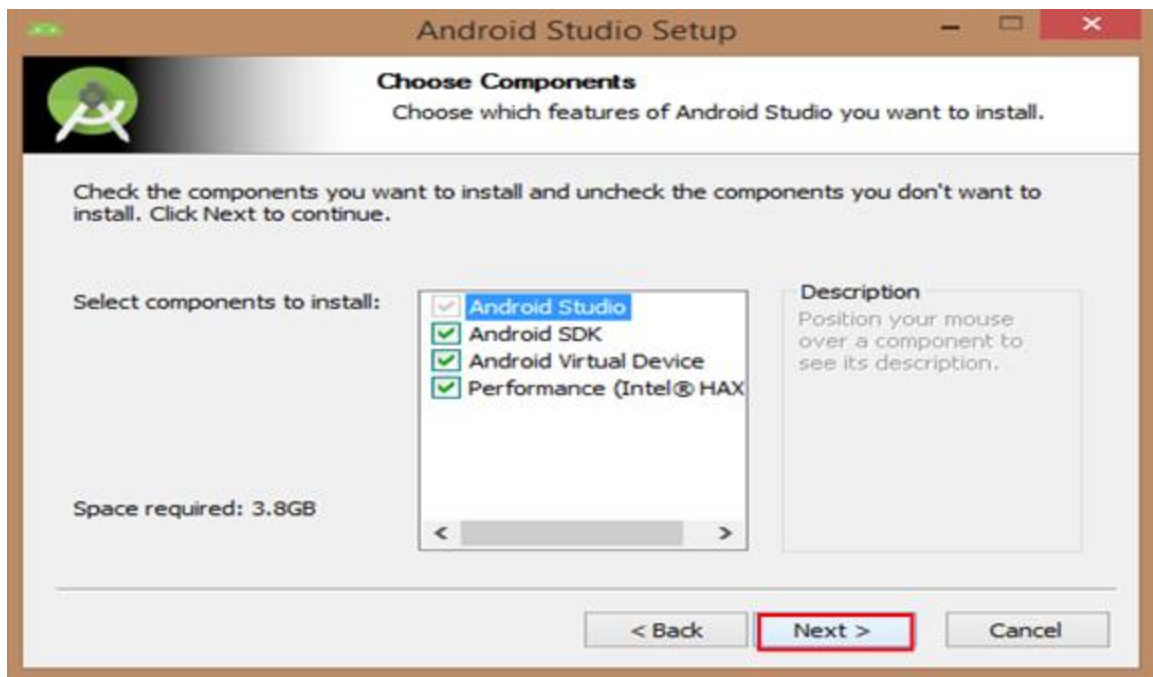 Android Studio Setup
Choose Components
Choose which features of Android Studio you want to install.
Check the components you want to install and uncheck the components you don't want to
install. Click Next to continue.
Select components to install:
Android Studio
Android SDK
Android Virtual Device
Performance (Intel® HAX
Description
Position your mouse
over a component to
see its description.
Space required: 3.8GB
< Back
Next >
Cancel